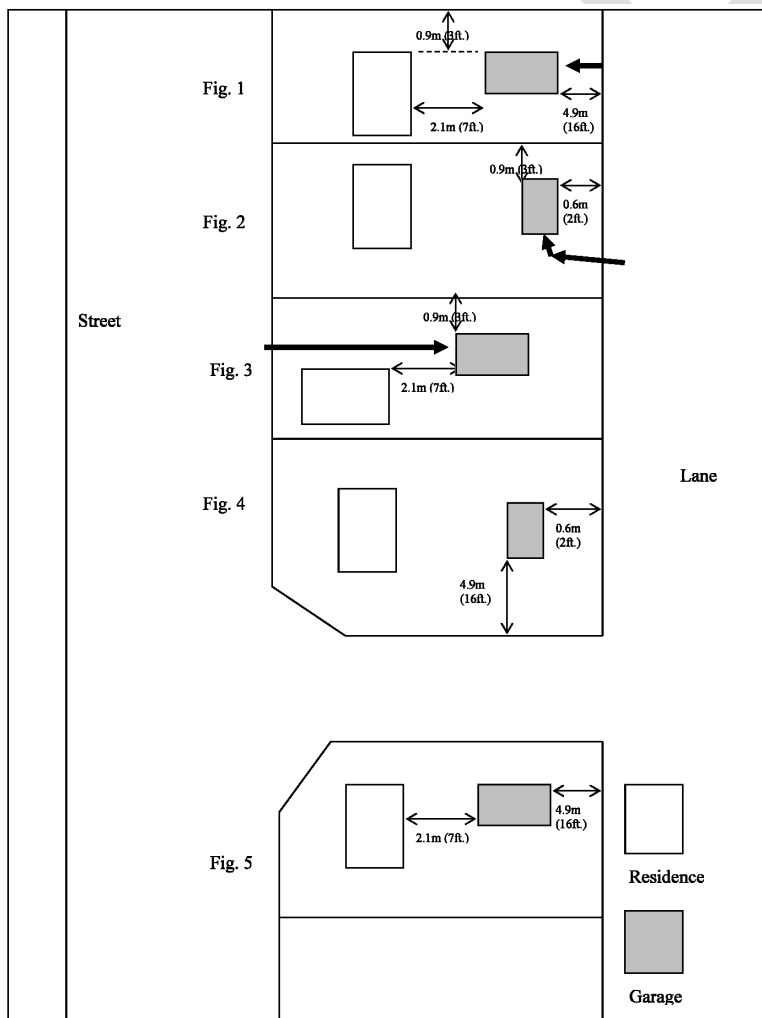 0.9m (3ft.)
Fig. 1
4.9m
(16ft.)
2.1m (7ft.)
0.9m (3ft.)
0.6m
(2ft.)
Fig. 2
Street
0.9m (3ft.)
Fig. 3
2.1m (7ft.)
Lane
Fig. 4
0.6m
(2ft.)
4.9m
(16ft.)
4.9m
(16ft.)
2.1m (7ft.)
Fig. 5
Residence
Garage